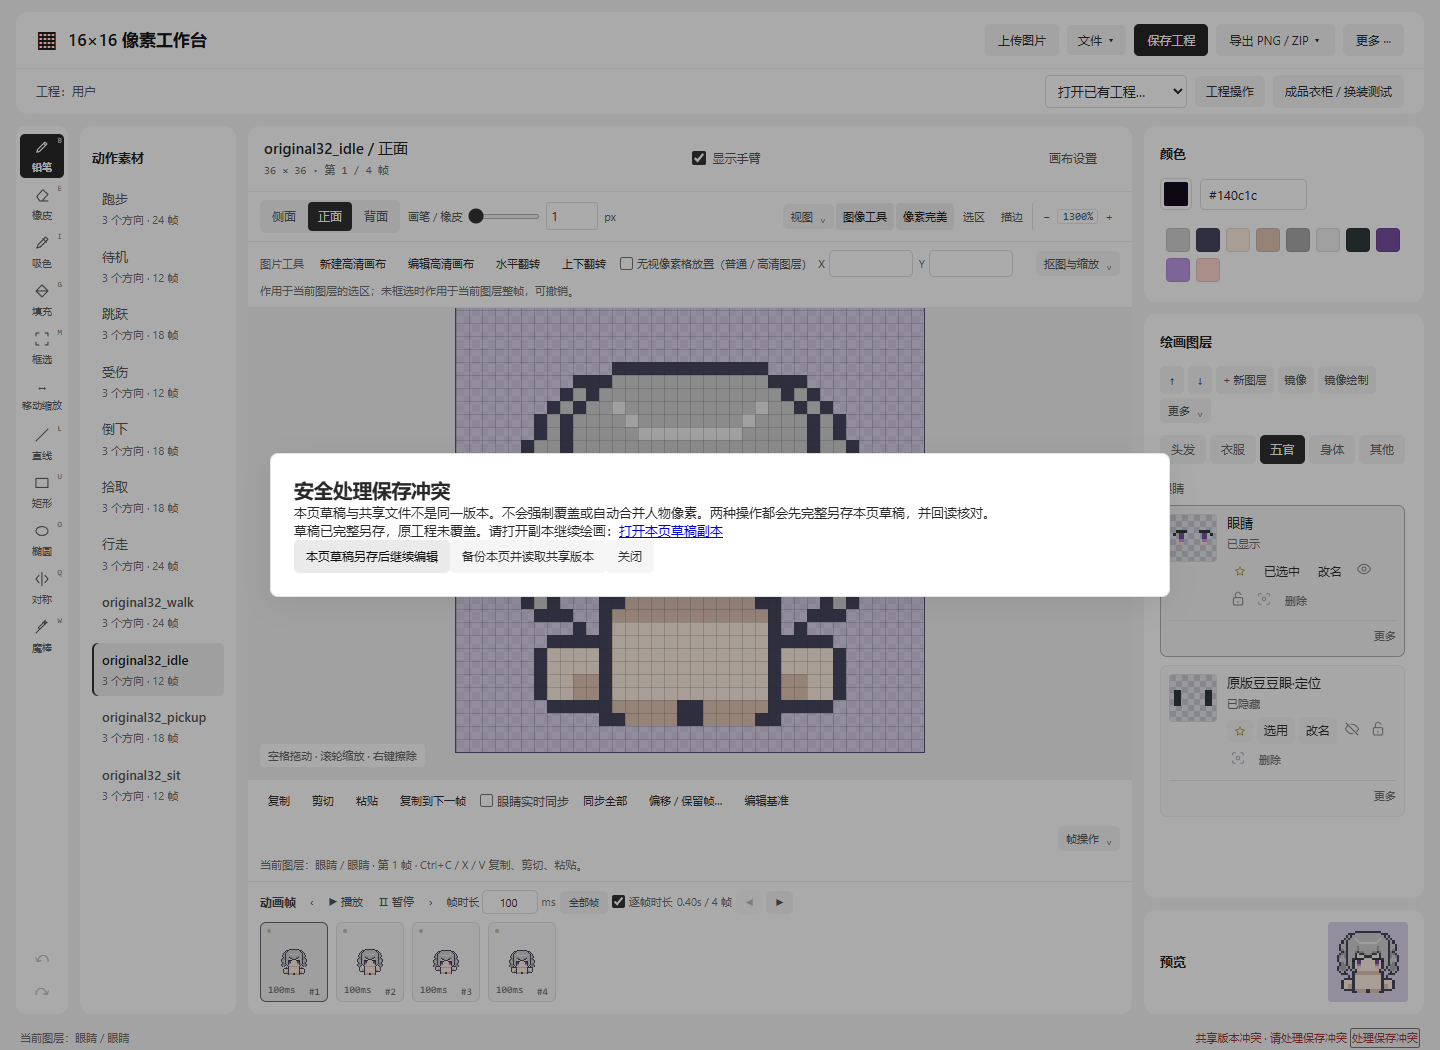 16×16 像素工作台
上传图片
文件
保存工程
导出 PNG / ZIP
更多 ···
工程：用户
打开已有工程...
工程操作
成品衣柜 / 换装测试
B
铅笔
E
橡皮
I
吸色
G
填充
M
框选
移动缩放
L
直线
U
矩形
O
椭圆
Q
对称
W
魔棒
动作素材
跑步
3 个方向 · 24 帧
待机
3 个方向 · 12 帧
跳跃
3 个方向 · 18 帧
受伤
3 个方向 · 12 帧
倒下
3 个方向 · 18 帧
拾取
3 个方向 · 18 帧
行走
3 个方向 · 24 帧
original32_walk
3 个方向 · 24 帧
original32_idle
3 个方向 · 12 帧
original32_pickup
3 个方向 · 18 帧
original32_sit
3 个方向 · 12 帧
original32_idle / 正面
36 × 36 · 第 1 / 4 帧
显示手臂
画布设置
侧面
正面
背面
画笔 / 橡皮
1
px
视图
图像工具
像素完美
选区
描边
− 1300% +
图片工具
新建高清画布
编辑高清画布
水平翻转
上下翻转
无视像素格放置（普通 / 高清图层）
X
Y
抠图与缩放
作用于当前图层的选区；未框选时作用于当前图层整帧，可撤销。
安全处理保存冲突
本页草稿与共享文件不是同一版本。不会强制覆盖或自动合并人物像素。两种操作都会先完整另存本页草稿，并回读核对。
草稿已完整另存，原工程未覆盖。请打开副本继续绘画：打开本页草稿副本
本页草稿另存后继续编辑
备份本页并读取共享版本
关闭
空格拖动 · 滚轮缩放 · 右键擦除
复制
剪切
粘贴
复制到下一帧
眼睛实时同步
同步全部
偏移 / 保留帧...
编辑基准
帧操作
当前图层：眼睛 / 眼睛 · 第 1 帧 · Ctrl+C / X / V 复制、剪切、粘贴。
动画帧
播放
暂停
帧时长
100
ms
全部帧
逐帧时长 0.40s / 4 帧
100ms #1
100ms #2
100ms #3
100ms #4
颜色
#140c1c
绘画图层
↑
↓
+ 新图层
镜像
镜像绘制
更多
头发
衣服
五官
身体
其他
眼睛
眼睛
已显示
已选中
改名
删除
更多
原版豆豆眼·定位
已隐藏
选用
改名
删除
更多
预览
当前图层：眼睛 / 眼睛
共享版本冲突 · 请处理保存冲突
处理保存冲突